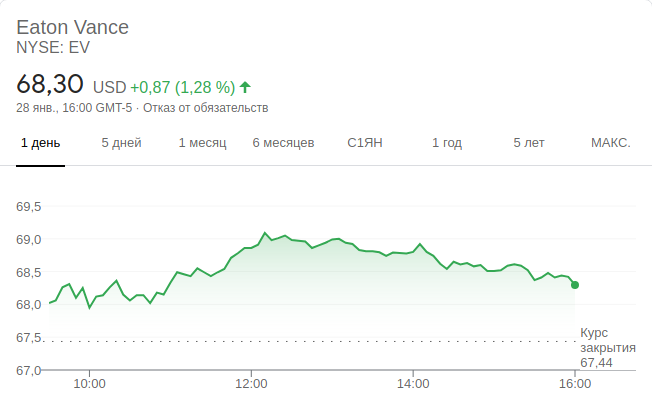 Eaton Vance
NYSE: EV
68,30 USD +0,87 (1,28 %)
28 янв., 16:00 GMT-5 · Отказ от обязательств
1 день 5 дней 1 месяц 6 месяцев С1ЯН 1 год 5 лет МАКС.
69,5
69,0
68,5
68,0
67,5
Курс
закрытия
67,44
67,0
10:00 12:00 14:00 16:00